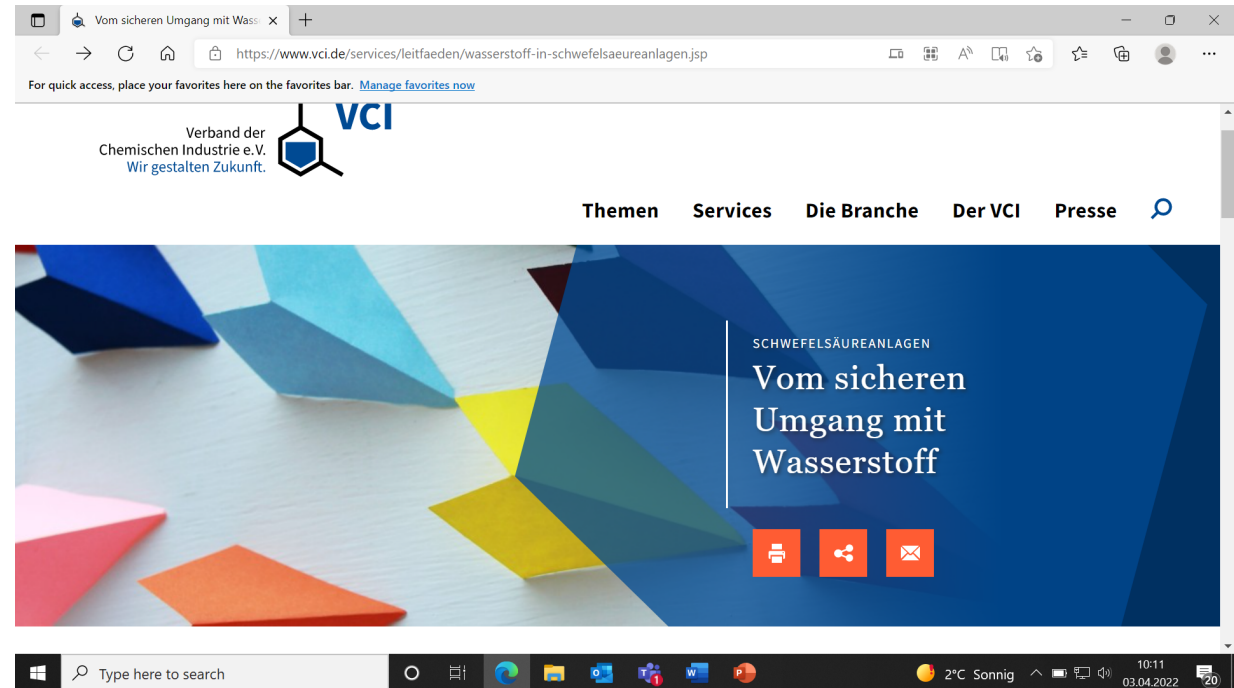 Vom sicheren Umgang mit Wass
https://www.vci.de/services/leitfaeden/wasserstoff-in-schwefelsaeureanlagen.jsp
For quick access, place your favorites here on the favorites bar. Manage favorites now
VCI
Verband der
Chemischen Industrie e.V.
Wir gestalten Zukunft.
Themen Services Die Branche Der VCI Presse
SCHWEFELSÄUREANLAGEN
Vom sicheren
Umgang mit
Wasserstoff
Type here to search
1
2°C Sonnig
10:11
03.04.2022
20